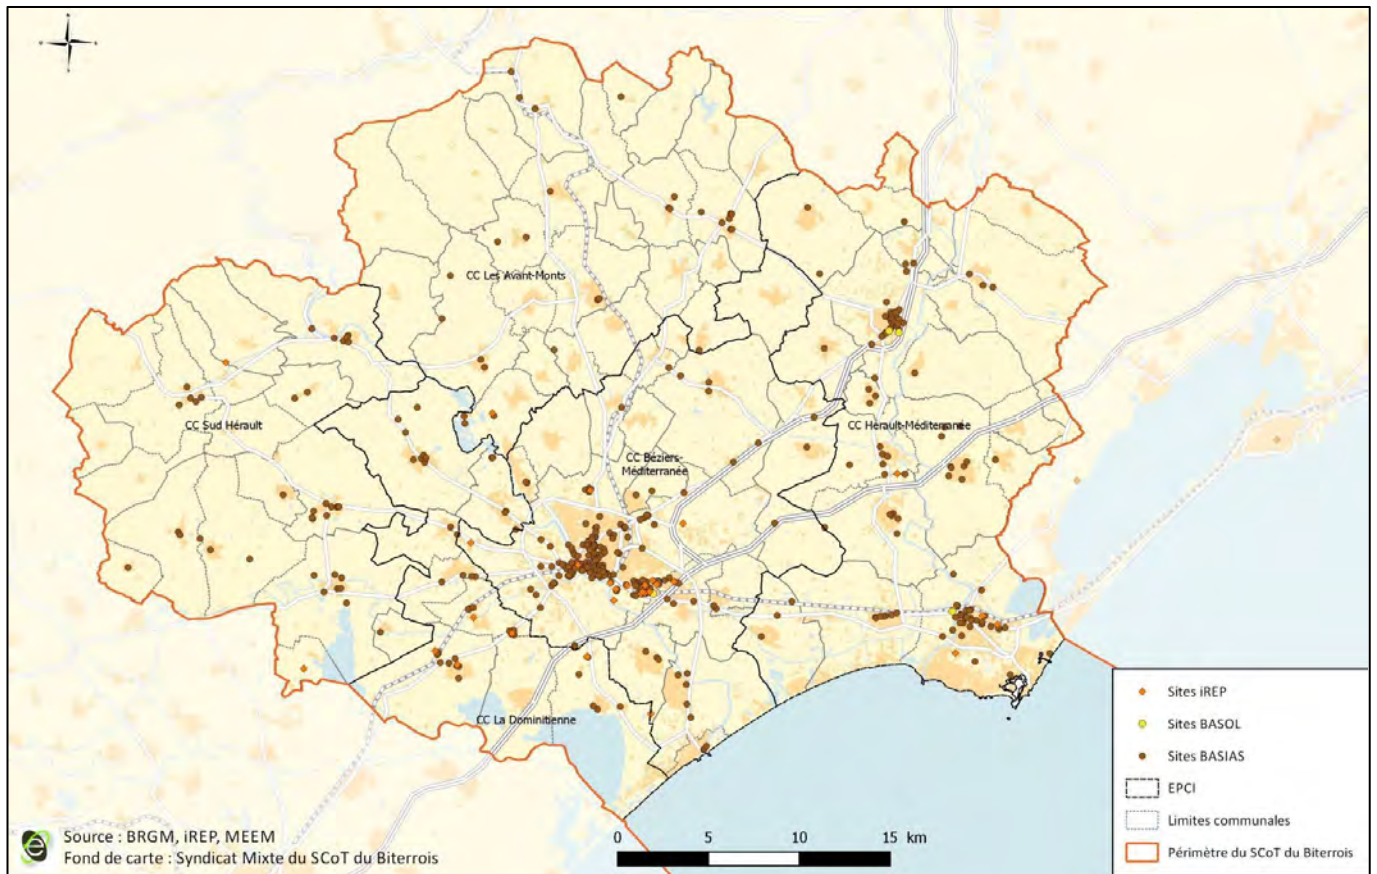 CC Les Avant-Monts
CC Sud Hérault
CC Hérault-Méditerranée
CC Béziers-
Méditerranée
CC La Dominitienne
Sites iREP
Sites BASOL
Sites BASIAS
EPCI
Limites communales
Périmètre du SCoT du Biterrois
Source : BRGM, iREP, MEEM
Fond de carte : Syndicat Mixte du SCoT du Biterrois
0 5 10 15 km